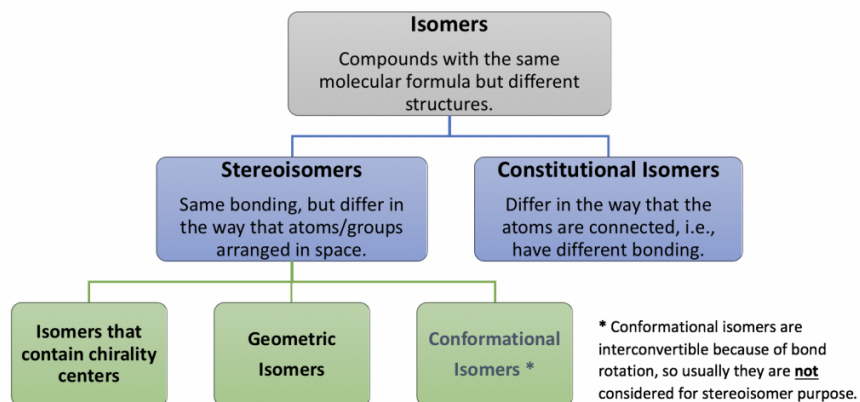 Isomers
Compounds with the same
molecular formula but different
structures.
Stereoisomers
Same bonding, but differ in
the way that atoms/groups
arranged in space.
Constitutional Isomers
Differ in the way that the
atoms are connected, i.e.,
have different bonding.
Isomers that
contain chirality
centers
Geometric
Isomers
Conformational
Isomers *
* Conformational isomers are
interconvertible because of bond
rotation, so usually they are not
considered for stereoisomer purpose.